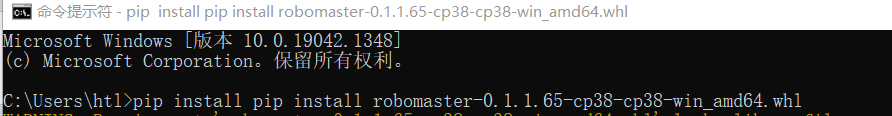 命令提示符 - pip  install pip install robomaster-0.1.1.65-cp38-cp38-win_amd64.whl
Microsoft Windows [版本 10.0.19042.1348]
(c) Microsoft Corporation。保留所有权利。
C:\Users\htl>pip install pip install robomaster-0.1.1.65-cp38-cp38-win_amd64.whl